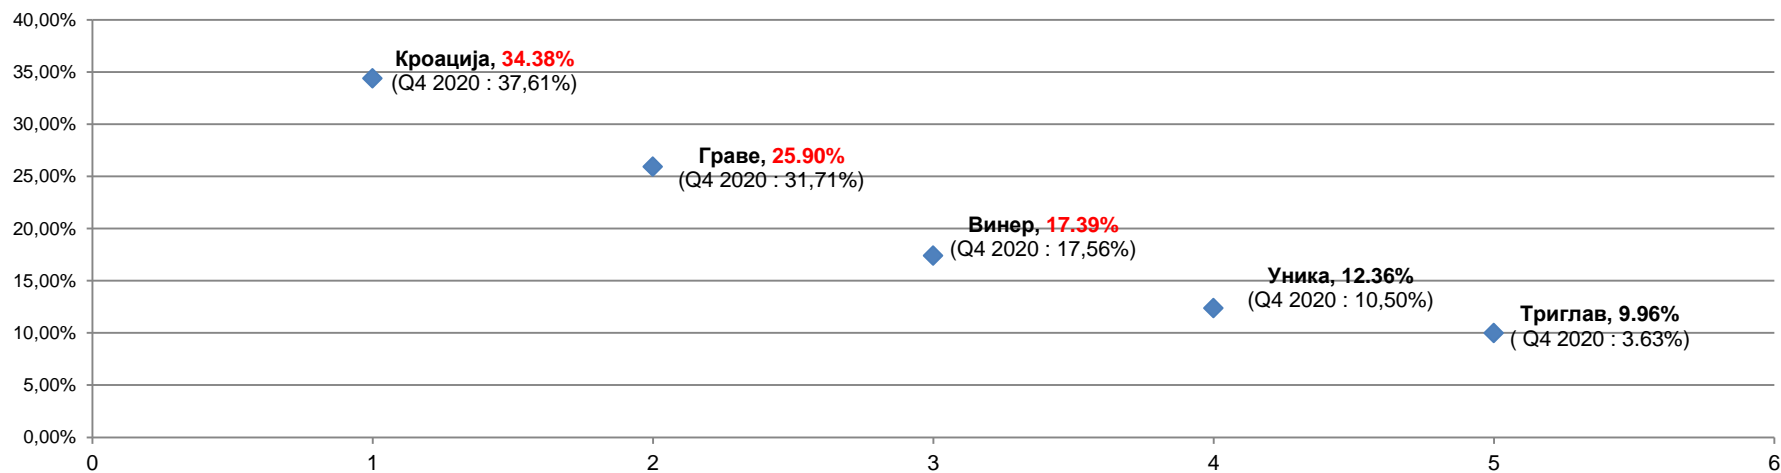 40,00%
35,00%
30,00%
25,00%
20,00%
15,00%
10,00%
5,00%
0,00%
Кроација, 34.38%
(Q4 2020 : 37,61%)
Граве, 25.90%
(Q4 2020 : 31,71%)
Винер, 17.39%
(Q4 2020 : 17,56%)
Уника, 12.36%
(Q4 2020 : 10,50%)
Триглав, 9.96%
( Q4 2020 : 3.63%)
0 1 2 3 4 5 6